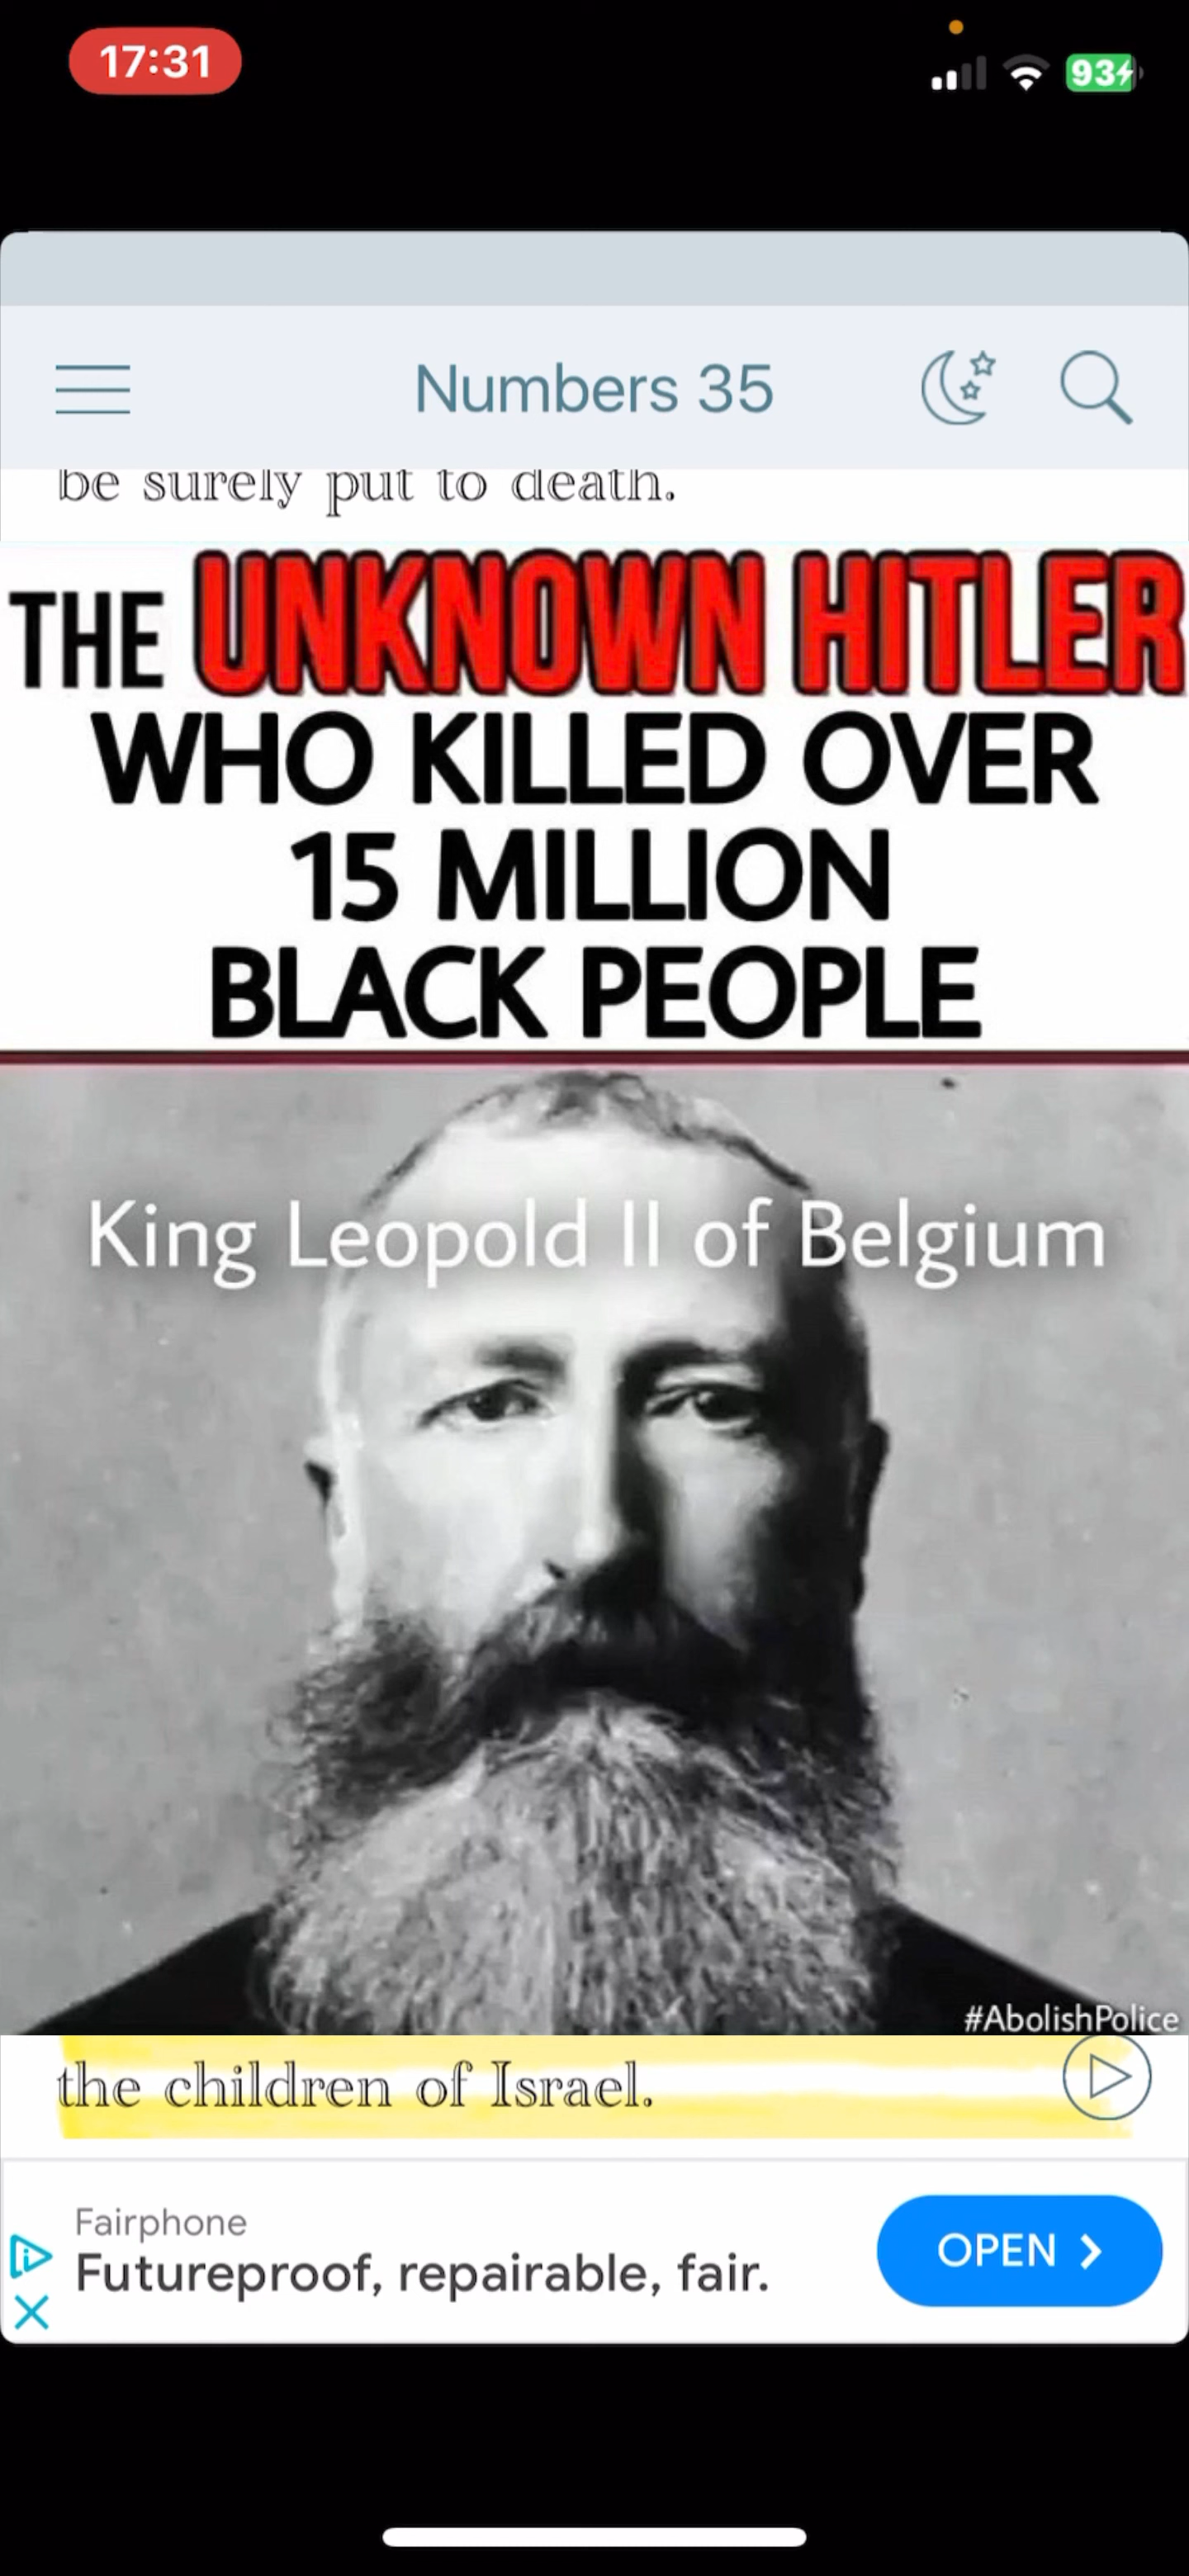 17:31
93
Numbers 35
be surely put to death.
THE UNKNOWN HITLER
WHO KILLED OVER
15 MILLION
BLACK PEOPLE
King Leopold II of Belgium
#AbolishPolice
the children of Israel.
Fairphone
Futureproof, repairable, fair.
OPEN